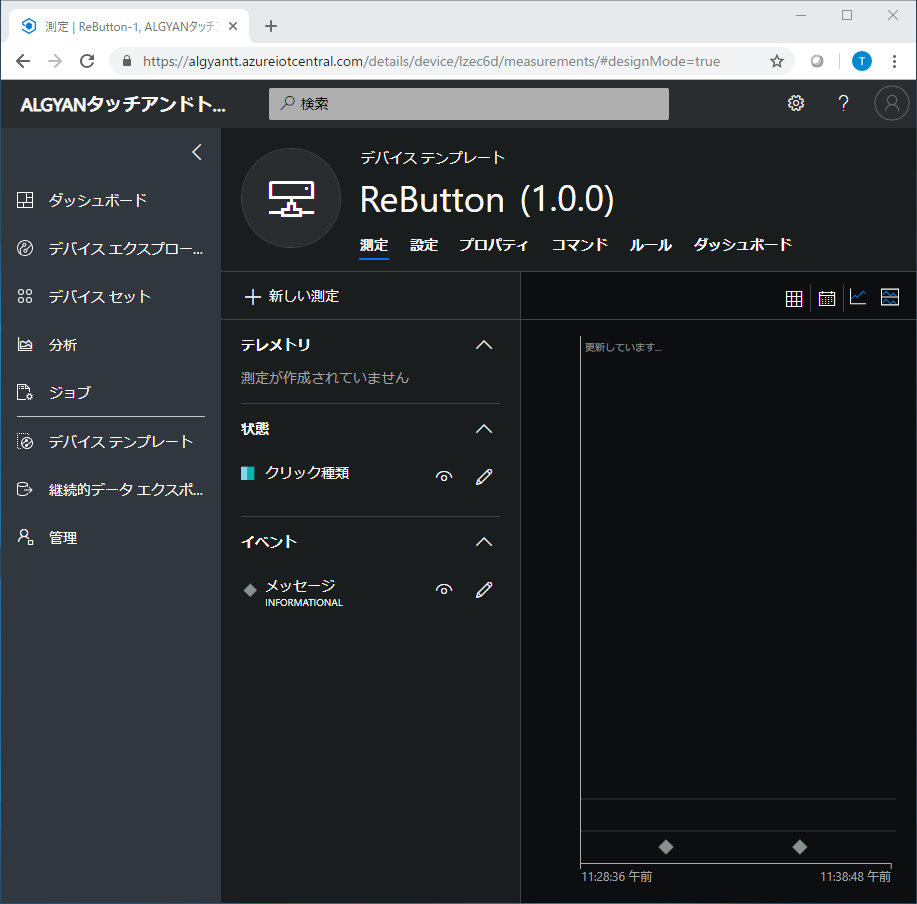 測定 | ReButton-1, ALGYANタッチ
https://algyantt.azureiotcentral.com/details/device/lzec6d/measurements/#designMode=true
T
ALGYANタッチアンドト...
検索
?
デバイス テンプレート
ReButton (1.0.0)
測定 設定 プロパティ コマンド ルール ダッシュボード
ダッシュボード
デバイス エクスプロー...
デバイス セット
分析
ジョブ
デバイス テンプレート
継続的データ エクスポ...
管理
新しい測定
テレメトリ
測定が作成されていません
状態
クリック種類
イベント
メッセージ
INFORMATIONAL
更新しています...
11:28:36 午前 11:38:48 午前